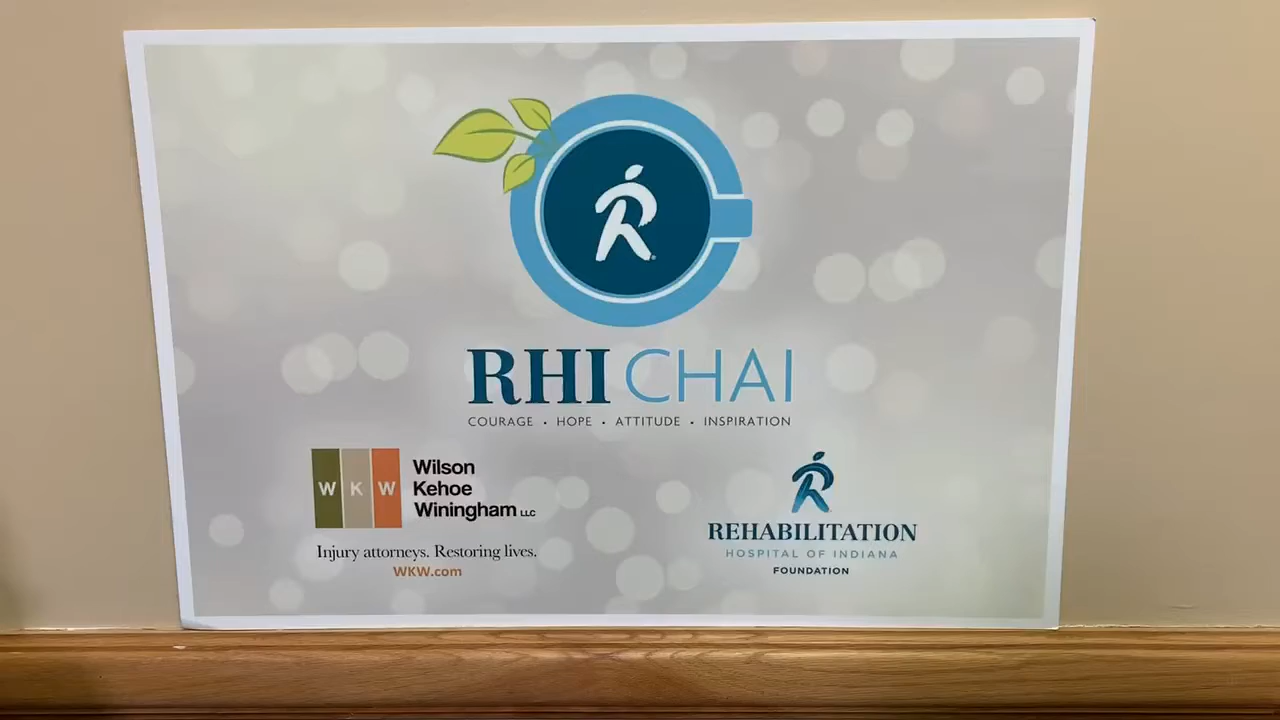 RHI CHAI
COURAGE • HOPE • ATTITUDE • INSPIRATION
W K W
Wilson
Kehoe
Winingham LLC
Injury attorneys. Restoring lives.
WKW.com
REHABILITATION
HOSPITAL OF INDIANA
FOUNDATION